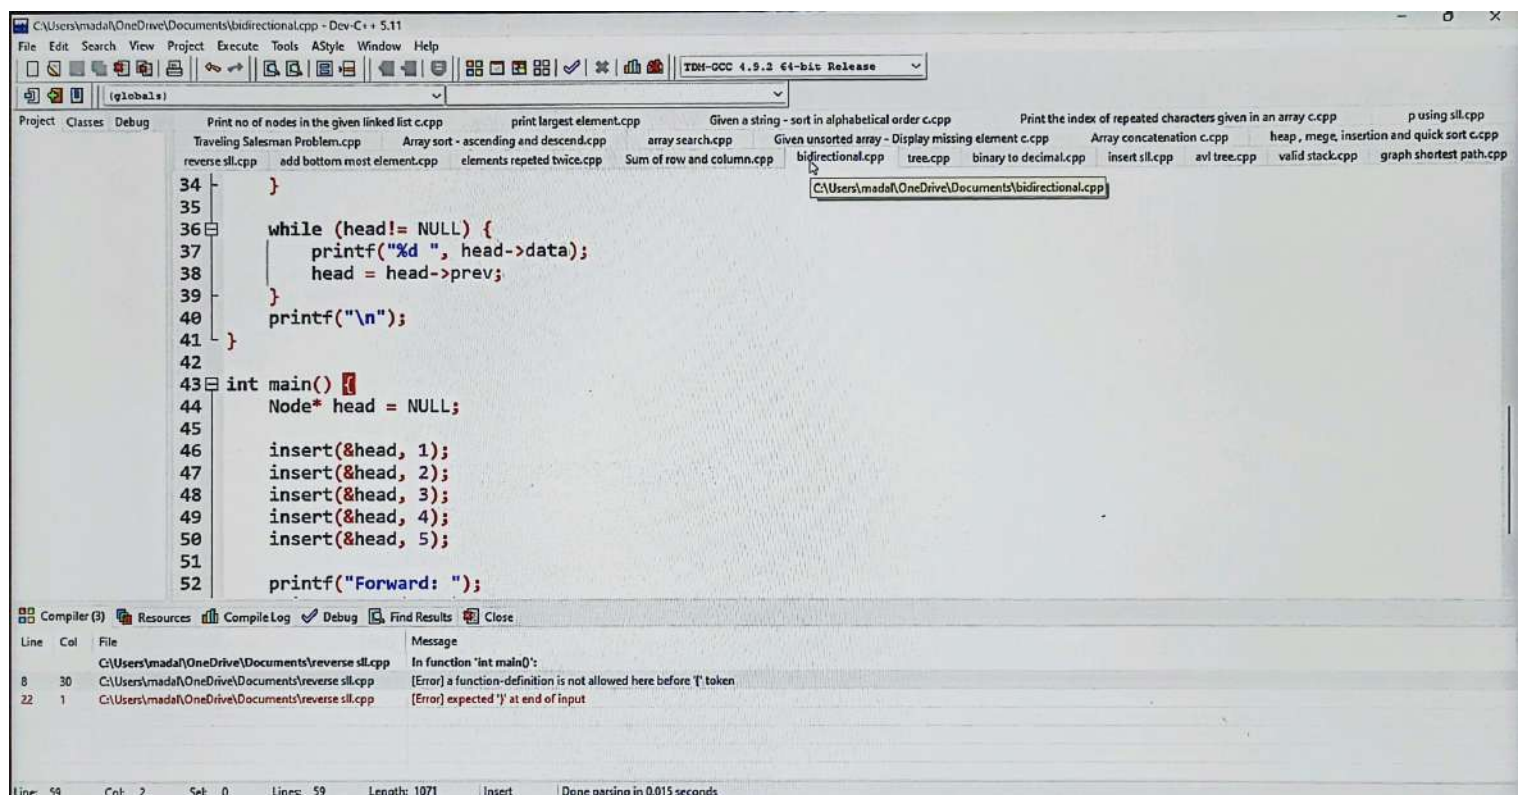 C:\Users\madal\OneDrive\Documents\bidirectional.cpp - Dev-C++ 5.11
File Edit Search View Project Execute Tools AStyle Window Help
TDM-GCC 4.9.2 64-bit Release
(globals)
Project Classes Debug
Print no of nodes in the given linked list c.cpp print largest element.cpp Given a string - sort in alphabetical order c.cpp Print the index of repeated characters given in an array c.cpp p using sll.cpp
Traveling Salesman Problem.cpp Array sort - ascending and descend.cpp array search.cpp Given unsorted array - Display missing element c.cpp Array concatenation c.cpp heap, mege, insertion and quick sort c.cpp
reverse sll.cpp add bottom most element.cpp elements repeted twice.cpp Sum of row and column.cpp bidirectional.cpp tree.cpp binary to decimal.cpp insert sll.cpp avl tree.cpp valid stack.cpp graph shortest path.cpp
C:\Users\madal\OneDrive\Documents\bidirectional.cpp
34 }
35
36 while (head!= NULL) {
37 printf("%d ", head->data);
38 head = head->prev;
39 }
40 printf("\n");
41 }
42
43 int main() {
44 Node* head = NULL;
45
46 insert(&head, 1);
47 insert(&head, 2);
48 insert(&head, 3);
49 insert(&head, 4);
50 insert(&head, 5);
51
52 printf("Forward: ");
Compiler (3) Resources Compile Log Debug Find Results Close
Line Col File Message
C:\Users\madal\OneDrive\Documents\reverse sll.cpp In function 'int main()':
8 30 C:\Users\madal\OneDrive\Documents\reverse sll.cpp [Error] a function-definition is not allowed here before '{' token
22 1 C:\Users\madal\OneDrive\Documents\reverse sll.cpp [Error] expected '}' at end of input
Line: 59 Col: 2 Sel: 0 Lines: 59 Length: 1071 Insert Done parsing in 0.015 seconds